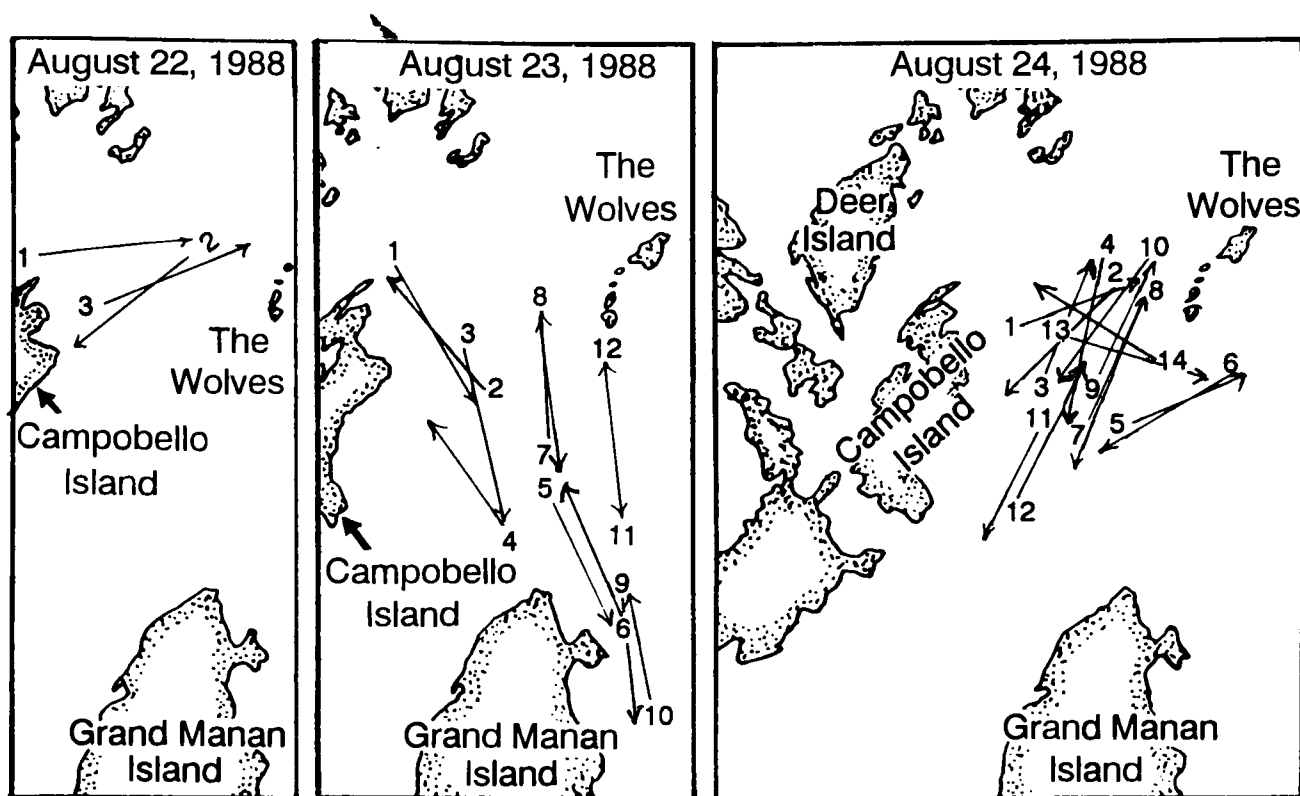 August 22, 1988
1
2
3
The
Wolves
Campobello
Island
Grand Manan
Island
August 23, 1988
The
Wolves
1
8
3
12
2
7
5
4
11
Campobello
Island
9
6
10
Grand Manan
Island
August 24, 1988
The
Wolves
Deer
Island
4
10
2
8
1
13
14
6
3
9
Campobello
Island
11
7
5
12
Grand Manan
Island